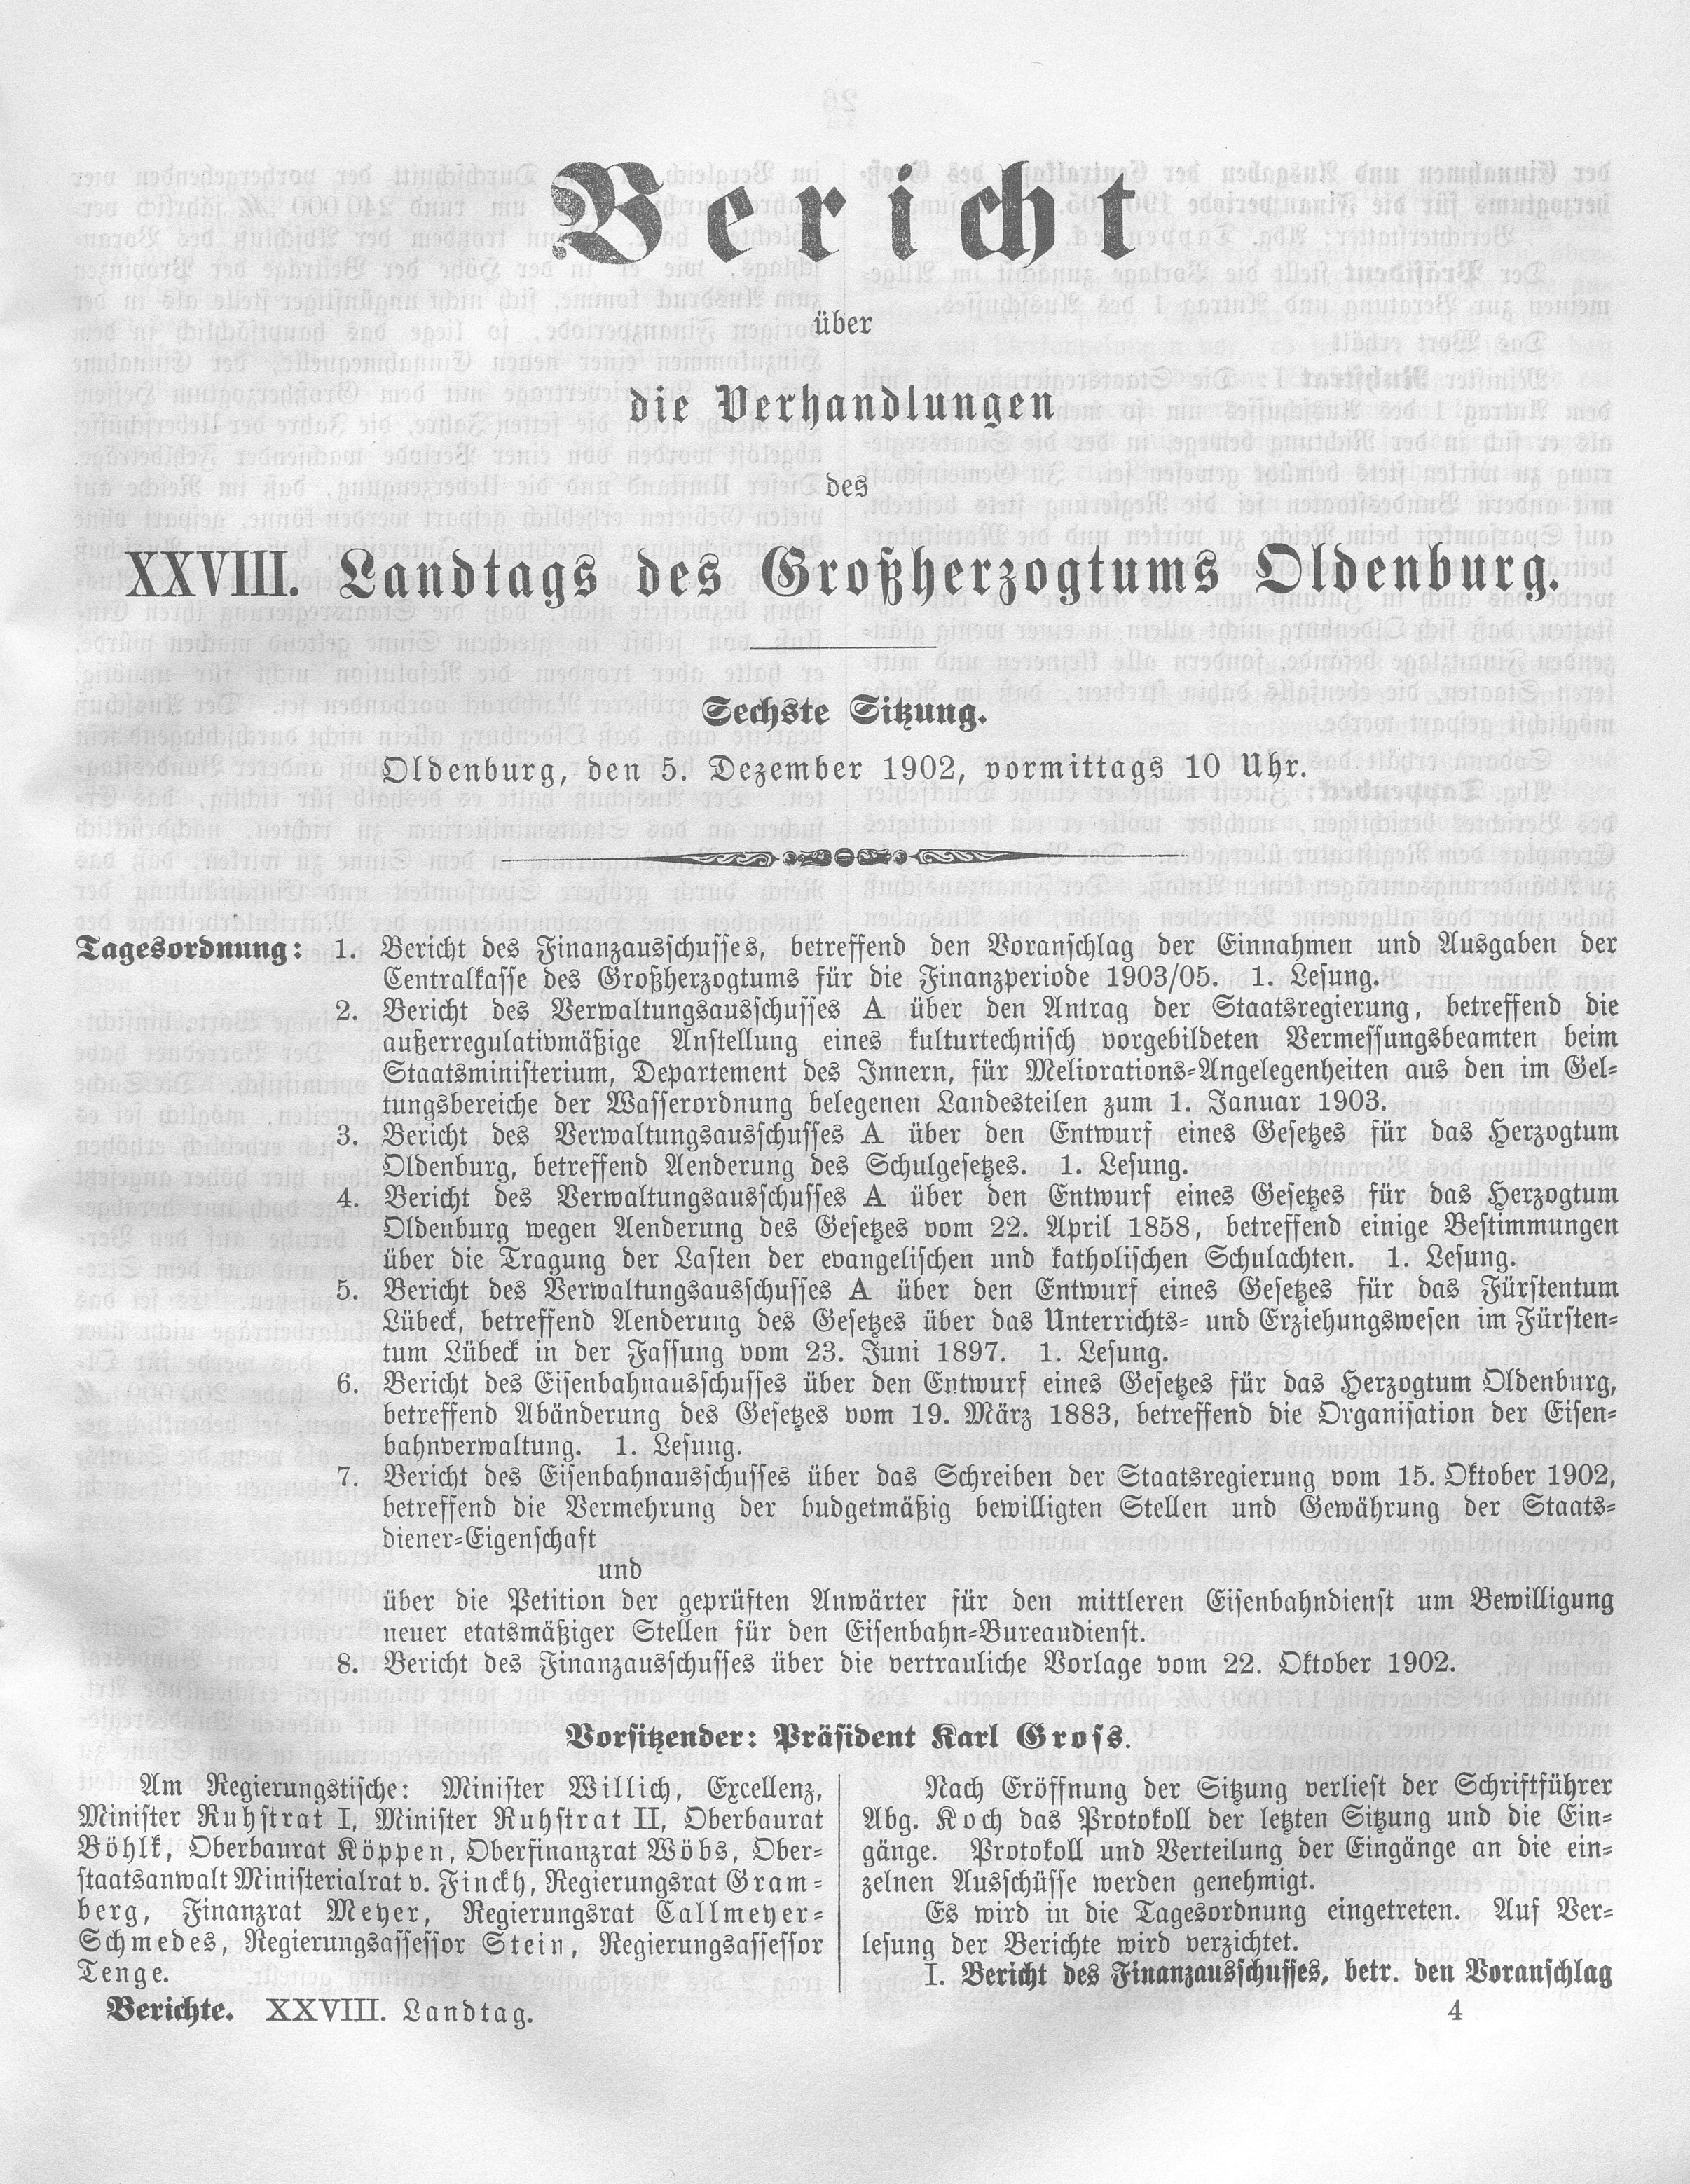 Bericht
über
die Verhandlungen
des
XXVIII. Landtags des Großherzogtums Oldenburg.
Sechste Sitzung.
Oldenburg, den 5. Dezember 1902, vormittags 10 Uhr.
Tagesordnung: 1. Bericht des Finanzausschusses, betreffend den Voranschlag der Einnahmen und Ausgaben der
Centralkasse des Großherzogtums für die Finanzperiode 1903/05. 1. Lesung.
2. Bericht des Verwaltungsausschusses A über den Antrag der Staatsregierung, betreffend die
außerregulativmäßige Anstellung eines kulturtechnisch vorgebildeten Vermessungsbeamten beim
Staatsministerium, Departement des Innern, für Meliorations-Angelegenheiten aus den im Gel-
tungsbereiche der Wasserordnung belegenen Landesteilen zum 1. Januar 1903.
3. Bericht des Verwaltungsausschusses A über den Entwurf eines Gesetzes für das Herzogtum
Oldenburg, betreffend Aenderung des Schulgesetzes. 1. Lesung.
4. Bericht des Verwaltungsausschusses A über den Entwurf eines Gesetzes für das Herzogtum
Oldenburg wegen Aenderung des Gesetzes vom 22. April 1858, betreffend einige Bestimmungen
über die Tragung der Lasten der evangelischen und katholischen Schulachten. 1. Lesung.
5. Bericht des Verwaltungsausschusses A über den Entwurf eines Gesetzes für das Fürstentum
Lübeck, betreffend Aenderung des Gesetzes über das Unterrichts- und Erziehungswesen im Fürsten-
tum Lübeck in der Fassung vom 23. Juni 1897. 1. Lesung.
6. Bericht des Eisenbahnausschusses über den Entwurf eines Gesetzes für das Herzogtum Oldenburg,
betreffend Abänderung des Gesetzes vom 19. März 1883, betreffend die Organisation der Eisen-
bahnverwaltung. 1. Lesung.
7. Bericht des Eisenbahnausschusses über das Schreiben der Staatsregierung vom 15. Oktober 1902,
betreffend die Vermehrung der budgetmäßig bewilligten Stellen und Gewährung der Staats-
diener-Eigenschaft
und
über die Petition der geprüften Anwärter für den mittleren Eisenbahndienst um Bewilligung
neuer etatsmäßiger Stellen für den Eisenbahn-Bureaudienst.
8. Bericht des Finanzausschusses über die vertrauliche Vorlage vom 22. Oktober 1902.
Vorsitzender: Präsident Karl Gross.
Am Regierungstische: Minister Willich, Excellenz,
Minister Ruhstrat I, Minister Ruhstrat II, Oberbaurat
Böhlk, Oberbaurat Köppen, Oberfinanzrat Wöbs, Ober-
staatsanwalt Ministerialrat v. Finckh, Regierungsrat Gram-
berg, Finanzrat Meyer, Regierungsrat Callmeyer-
Schmedes, Regierungsassessor Stein, Regierungsassessor
Tenge.
Nach Eröffnung der Sitzung verliest der Schriftführer
Abg. Koch das Protokoll der letzten Sitzung und die Ein-
gänge. Protokoll und Verteilung der Eingänge an die ein-
zelnen Ausschüsse werden genehmigt.
Es wird in die Tagesordnung eingetreten. Auf Ver-
lesung der Berichte wird verzichtet.
I. Bericht des Finanzausschusses, betr. den Voranschlag
Berichte. XXVIII. Landtag. 4